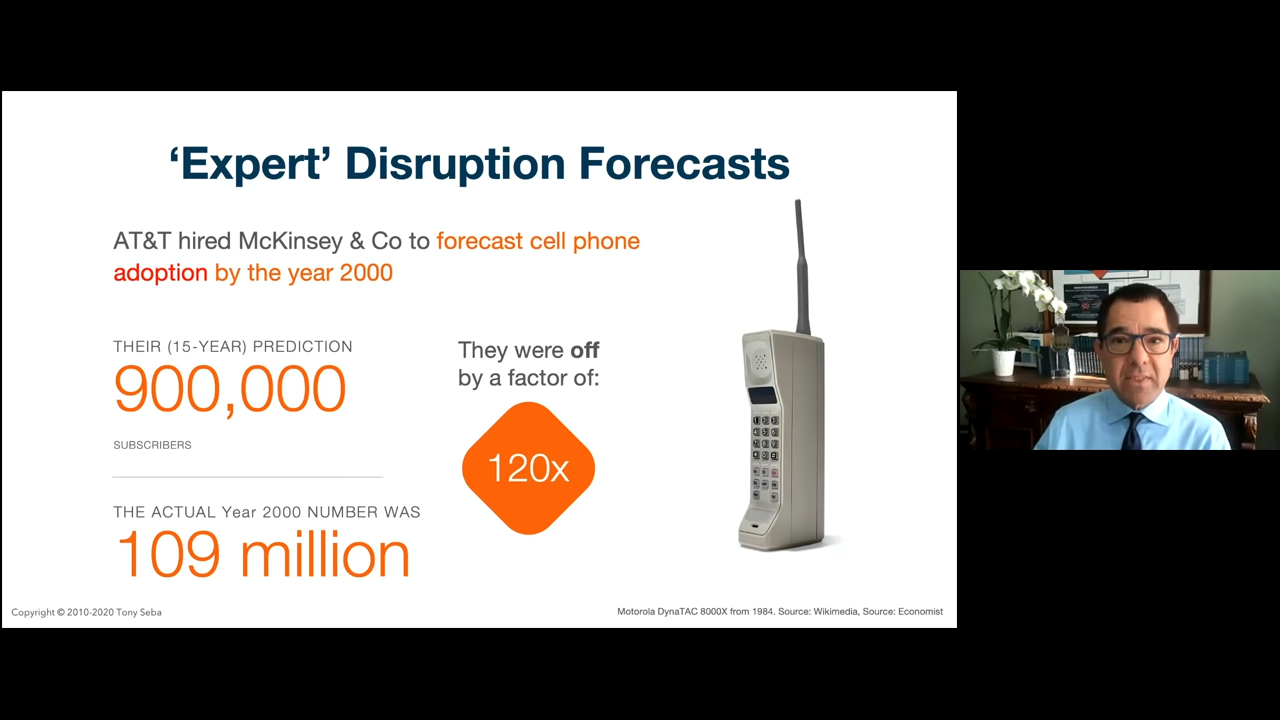 ‘Expert’ Disruption Forecasts
AT&T hired McKinsey & Co to forecast cell phone
adoption by the year 2000
THEIR (15-YEAR) PREDICTION
900,000
SUBSCRIBERS
They were off
by a factor of:
120x
THE ACTUAL Year 2000 NUMBER WAS
109 million
Copyright © 2010-2020 Tony Seba
Motorola DynaTAC 8000X from 1984. Source: Wikimedia, Source: Economist